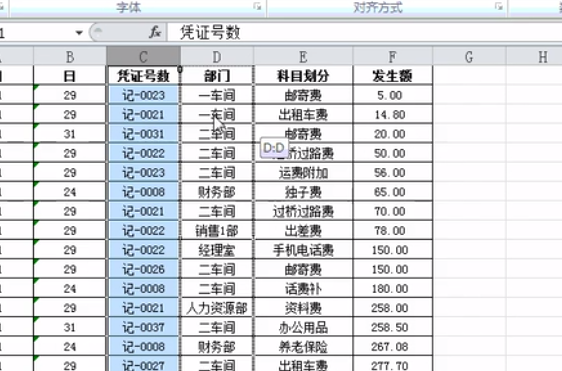 字体 对齐方式
1 fx 凭证号数
B C D E F G H
日 凭证号数 部门 科目划分 发生额
29 记-0023 一车间 邮寄费 5.00
29 记-0021 一车间 出租车费 14.80
31 记-0031 二车间 邮寄费 20.00
29 记-0022 二车间 过桥过路费 50.00
D:D
29 记-0023 二车间 运费附加 56.00
24 记-0008 财务部 独子费 65.00
29 记-0021 二车间 过桥过路费 70.00
29 记-0022 销售1部 出差费 78.00
29 记-0022 经理室 手机电话费 150.00
29 记-0026 二车间 邮寄费 150.00
24 记-0008 二车间 话费补 180.00
29 记-0021 人力资源部 资料费 258.00
31 记-0037 二车间 办公用品 258.50
24 记-0008 财务部 养老保险 267.08
29 记-0027 二车间 出租车费 277.70